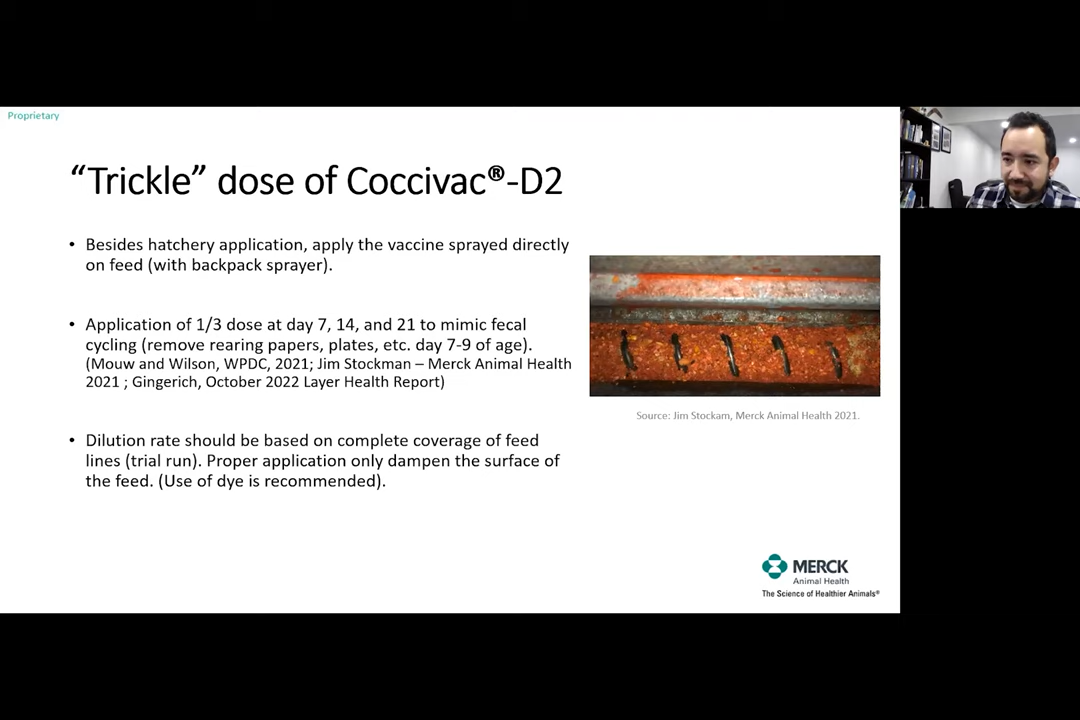 Proprietary
“Trickle” dose of Coccivac®-D2
• Besides hatchery application, apply the vaccine sprayed directly
on feed (with backpack sprayer).
• Application of 1/3 dose at day 7, 14, and 21 to mimic fecal
cycling (remove rearing papers, plates, etc. day 7-9 of age).
(Mouw and Wilson, WPDC, 2021; Jim Stockman – Merck Animal Health
2021 ; Gingerich, October 2022 Layer Health Report)
• Dilution rate should be based on complete coverage of feed
lines (trial run). Proper application only dampen the surface of
the feed. (Use of dye is recommended).
Source: Jim Stockam, Merck Animal Health 2021.
MERCK
Animal Health
The Science of Healthier Animals®